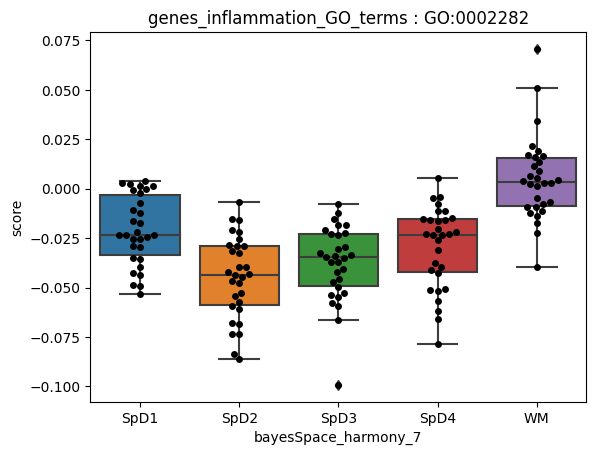 genes_inflammation_GO_terms : GO:0002282
0.075
0.050
0.025
0.000
−0.025
−0.050
−0.075
−0.100
score
SpD1 SpD2 SpD3 SpD4 WM
bayesSpace_harmony_7